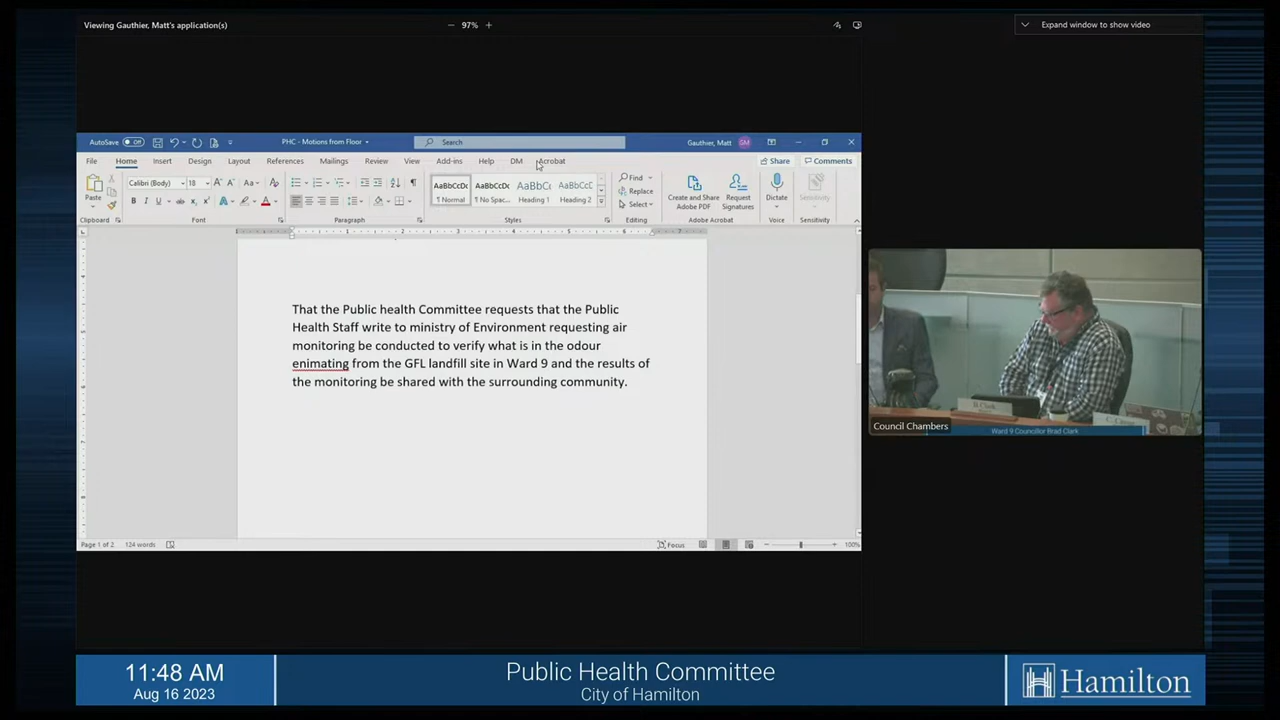 Viewing Gauthier, Matt's application(s)
97%
Expand window to show video
AutoSave Off
PHC - Motions from Floor
Search
Gauthier, Matt GM
File Home Insert Design Layout References Mailings Review View Add-ins Help DM Acrobat
Share Comments
Paste
Calibri (Body) 18
AaBbCcDc AaBbCcDc AaBbCc AaBbCcD
¶ Normal ¶ No Spac... Heading 1 Heading 2
Find
Replace
Select
Create and Share Adobe PDF
Request Signatures
Dictate
Sensitivity
Clipboard Font Paragraph Styles Editing Adobe Acrobat Voice Sensitivity
That the Public health Committee requests that the Public
Health Staff write to ministry of Environment requesting air
monitoring be conducted to verify what is in the odour
enimating from the GFL landfill site in Ward 9 and the results of
the monitoring be shared with the surrounding community.
Page 1 of 2 134 words
Focus
100%
B. Clark
Council Chambers
Ward 9 Councillor Brad Clark
11:48 AM
Aug 16 2023
Public Health Committee
City of Hamilton
Hamilton